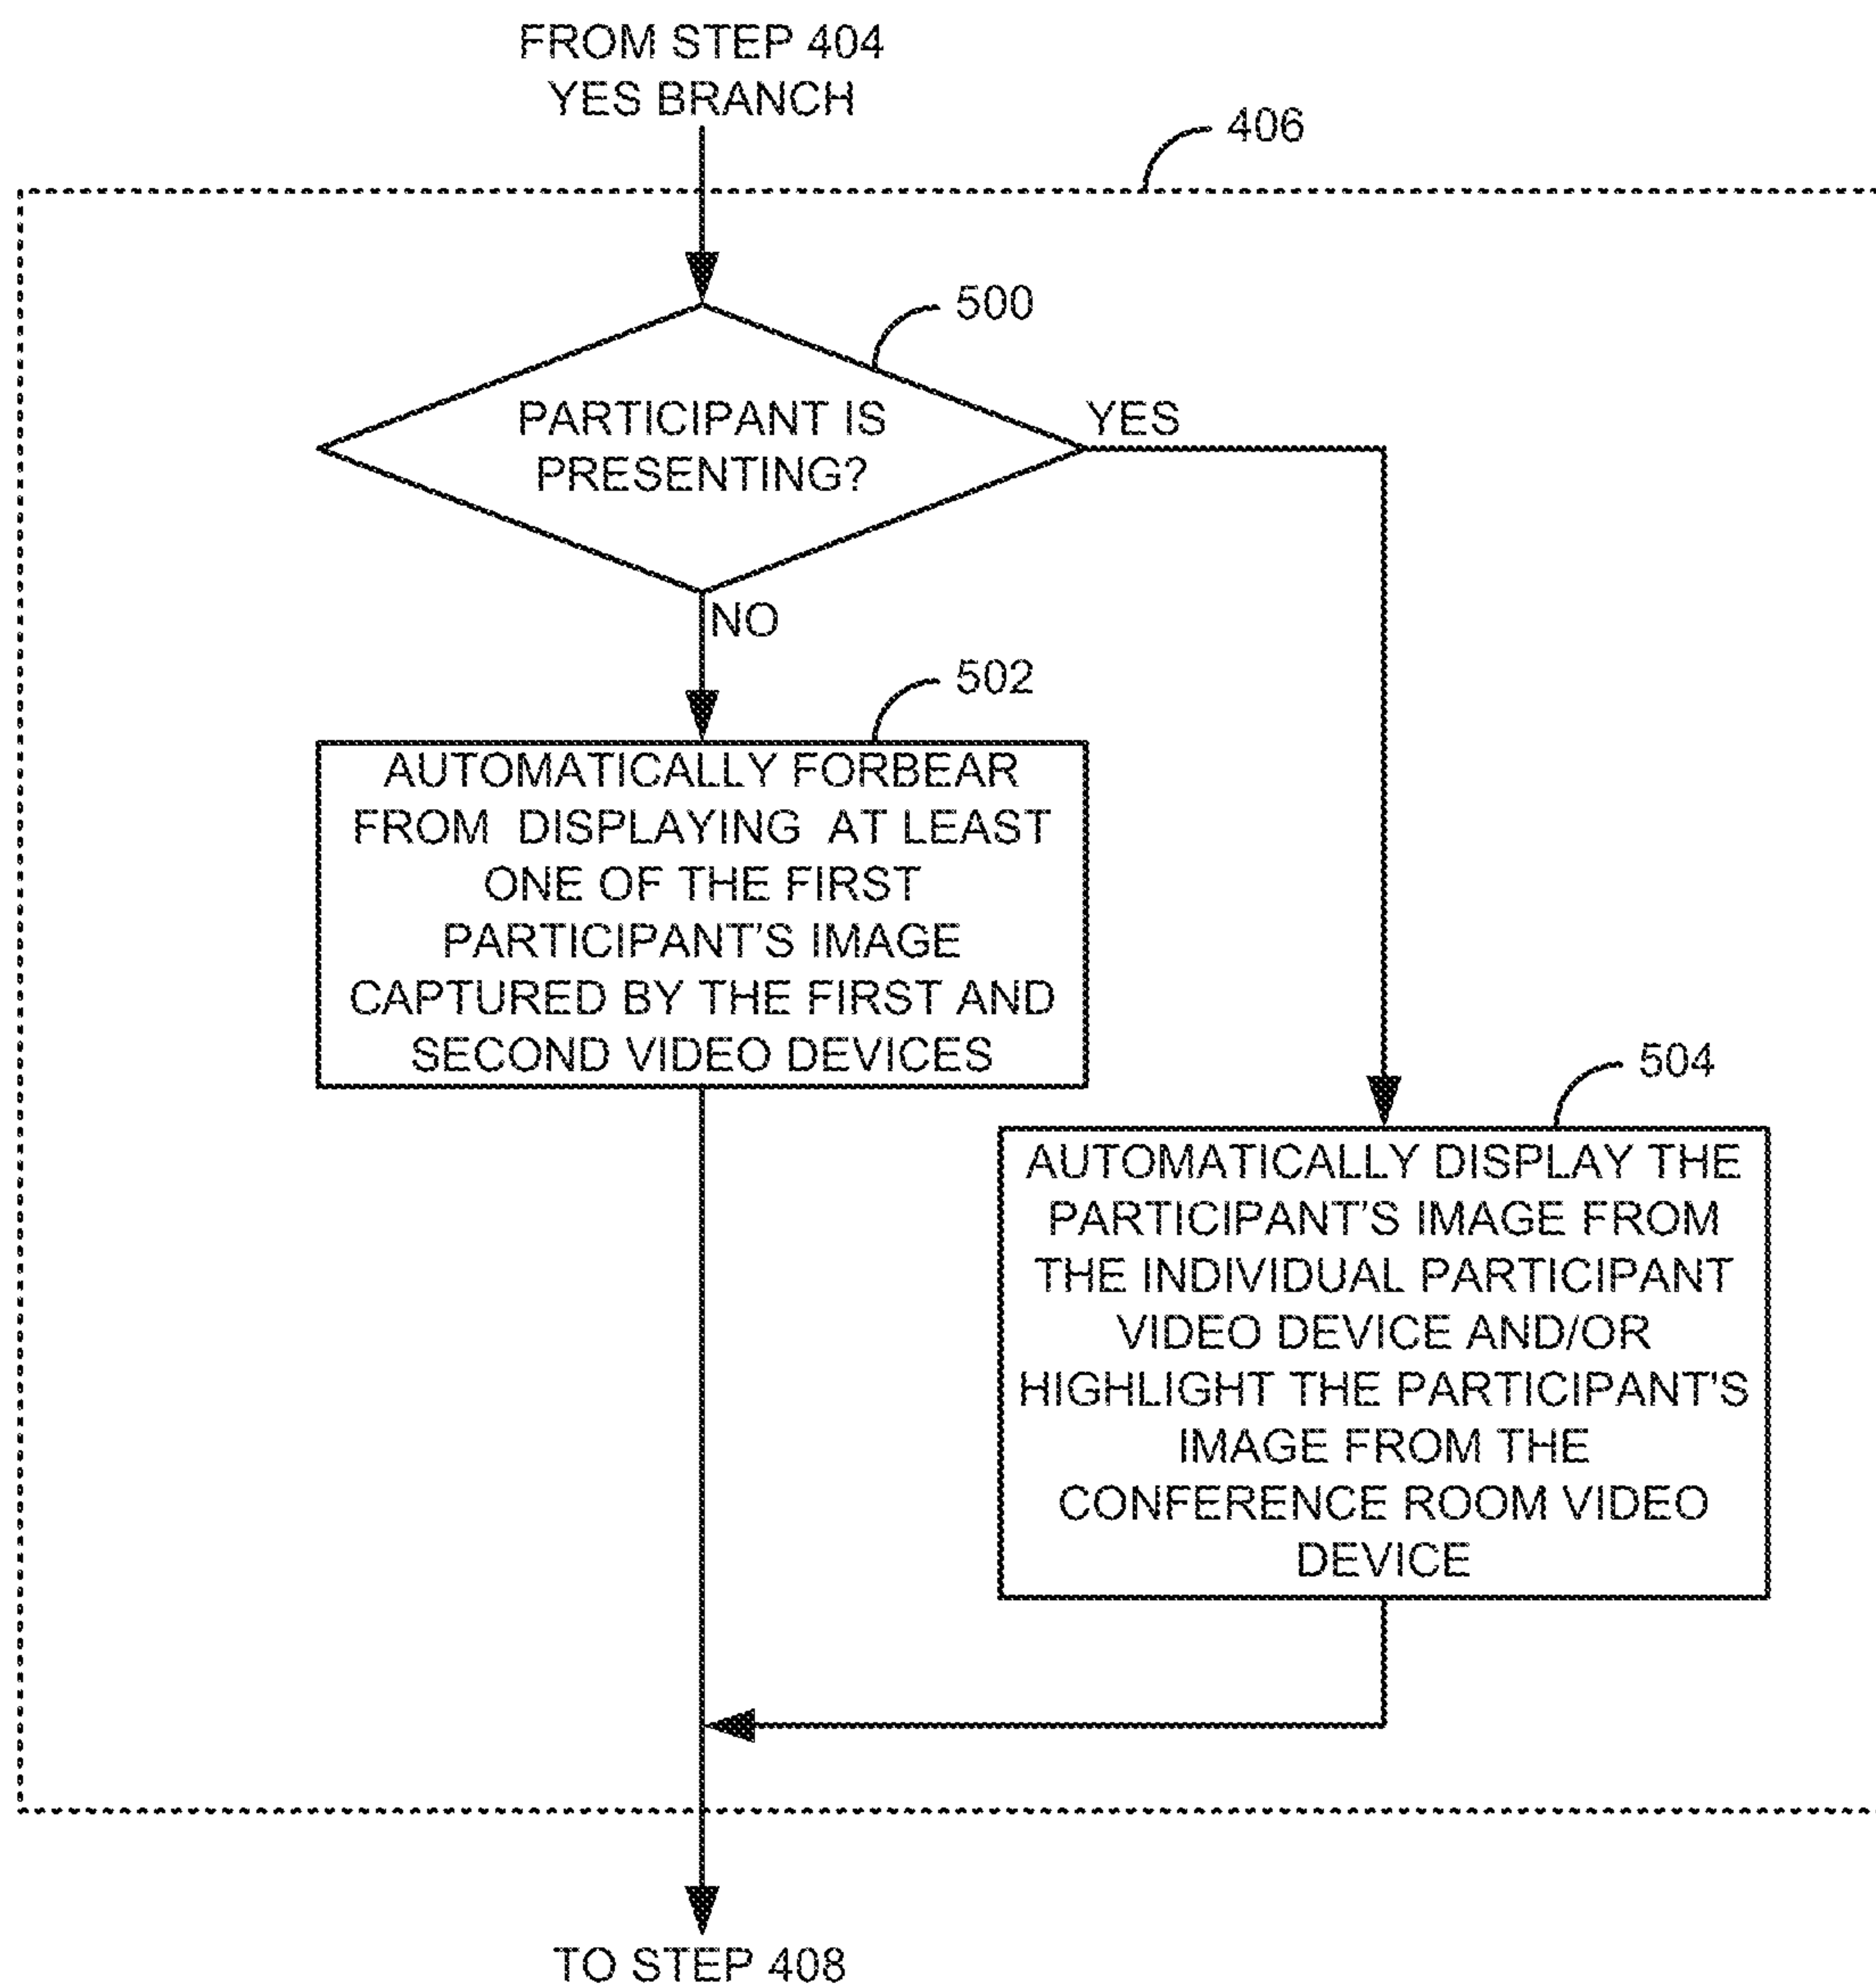 FROM STEP 404
YES BRANCH
406
500
PARTICIPANT IS
PRESENTING?
YES
NO
502
AUTOMATICALLY FORBEAR
FROM DISPLAYING AT LEAST
ONE OF THE FIRST
PARTICIPANT'S IMAGE
CAPTURED BY THE FIRST AND
SECOND VIDEO DEVICES
504
AUTOMATICALLY DISPLAY THE
PARTICIPANT'S IMAGE FROM
THE INDIVIDUAL PARTICIPANT
VIDEO DEVICE AND/OR
HIGHLIGHT THE PARTICIPANT'S
IMAGE FROM THE
CONFERENCE ROOM VIDEO
DEVICE
TO STEP 408